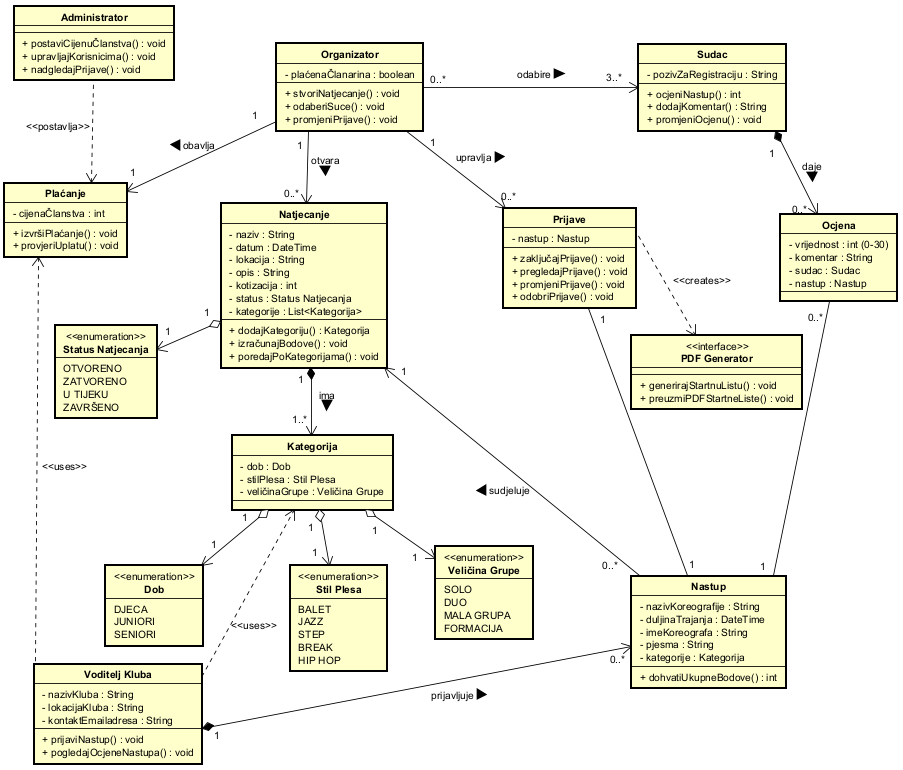 Administrator
+ postaviCijenuČlanstva() : void
+ upravljajKorisnicima() : void
+ nadgledajPrijave() : void
Organizator
- plaćenaČlanarina : boolean
+ stvoriNatjecanje() : void
+ odaberiSuce() : void
+ promjeniPrijave() : void
0..*
odabire
3..*
Sudac
- pozivZaRegistraciju : String
+ ocjeniNastup() : int
+ dodajKomentar() : String
+ promjeniOcjenu() : void
<<postavlja>>
1
obavlja
1
1
otvara
0..*
1
upravlja
0..*
1
daje
0..*
Plaćanje
- cijenaČlanstva : int
+ izvršiPlaćanje() : void
+ provjeriUplatu() : void
Natjecanje
- naziv : String
- datum : DateTime
- lokacija : String
- opis : String
- kotizacija : int
- status : Status Natjecanja
- kategorije : List<Kategorija>
+ dodajKategoriju() : Kategorija
+ izračunajBodove() : void
+ poredajPoKategorijama() : void
Prijave
- nastup : Nastup
+ zaključajPrijave() : void
+ pregledajPrijave() : void
+ promjeniPrijave() : void
+ odobriPrijave() : void
Ocjena
- vrijednost : int (0-30)
- komentar : String
- sudac : Sudac
- nastup : Nastup
<<creates>>
1
1
<<enumeration>>
Status Natjecanja
OTVORENO
ZATVORENO
U TIJEKU
ZAVRŠENO
1
0..*
<<interface>>
PDF Generator
+ generirajStartnuListu() : void
+ preuzmiPDFStartneListe() : void
1
ima
1..*
1
Kategorija
- dob : Dob
- stilPlesa : Stil Plesa
- veličinaGrupe : Veličina Grupe
<<uses>>
sudjeluje
1
1
1
1
1
1
<<enumeration>>
Dob
DJECA
JUNIORI
SENIORI
<<enumeration>>
Stil Plesa
BALET
JAZZ
STEP
BREAK
HIP HOP
<<enumeration>>
Veličina Grupe
SOLO
DUO
MALA GRUPA
FORMACIJA
0..*
1
1
Nastup
- nazivKoreografije : String
- duljinaTrajanja : DateTime
- imeKoreografa : String
- pjesma : String
- kategorije : Kategorija
+ dohvatiUkupneBodove() : int
<<uses>>
0..*
Voditelj Kluba
- nazivKluba : String
- lokacijaKluba : String
- kontaktEmailadresa : String
+ prijaviNastup() : void
+ pogledajOcjeneNastupa() : void
1
prijavljuje